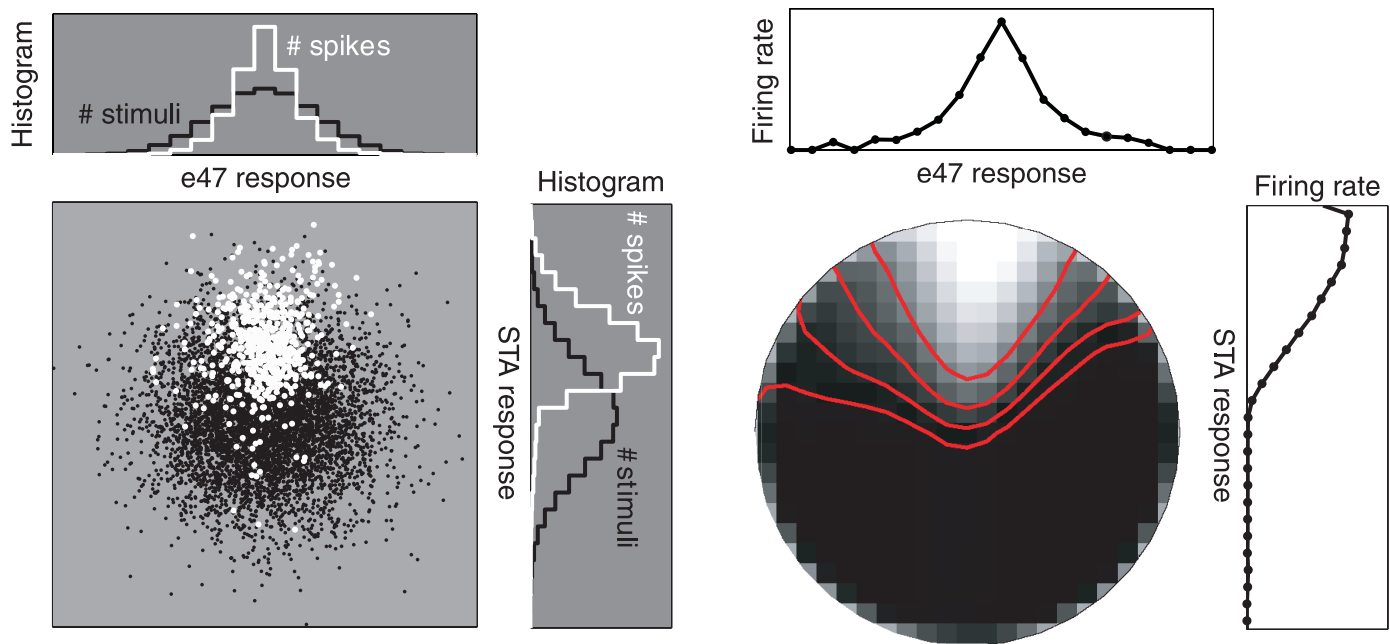 Histogram
# spikes
# stimuli
e47 response
Histogram
# spikes
STA response
# stimuli
Firing rate
e47 response
Firing rate
STA response